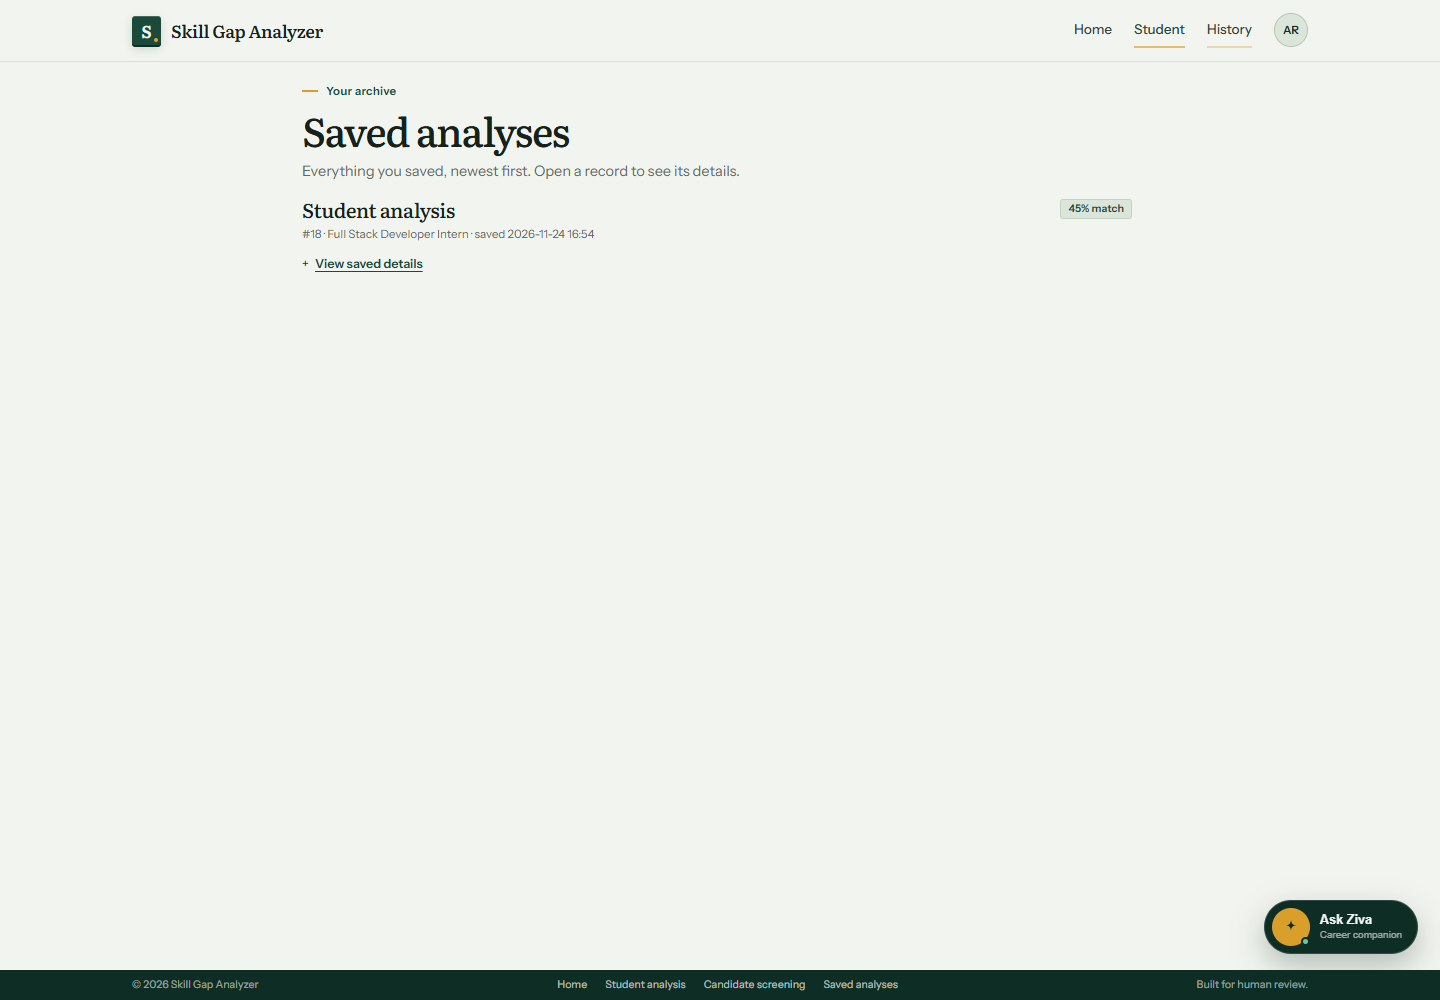 S. Skill Gap Analyzer
Home Student History AR
Your archive
Saved analyses
Everything you saved, newest first. Open a record to see its details.
Student analysis 45% match
#18 · Full Stack Developer Intern · saved 2026-11-24 16:54
+ View saved details
Ask Ziva
Career companion
© 2026 Skill Gap Analyzer Home Student analysis Candidate screening Saved analyses Built for human review.